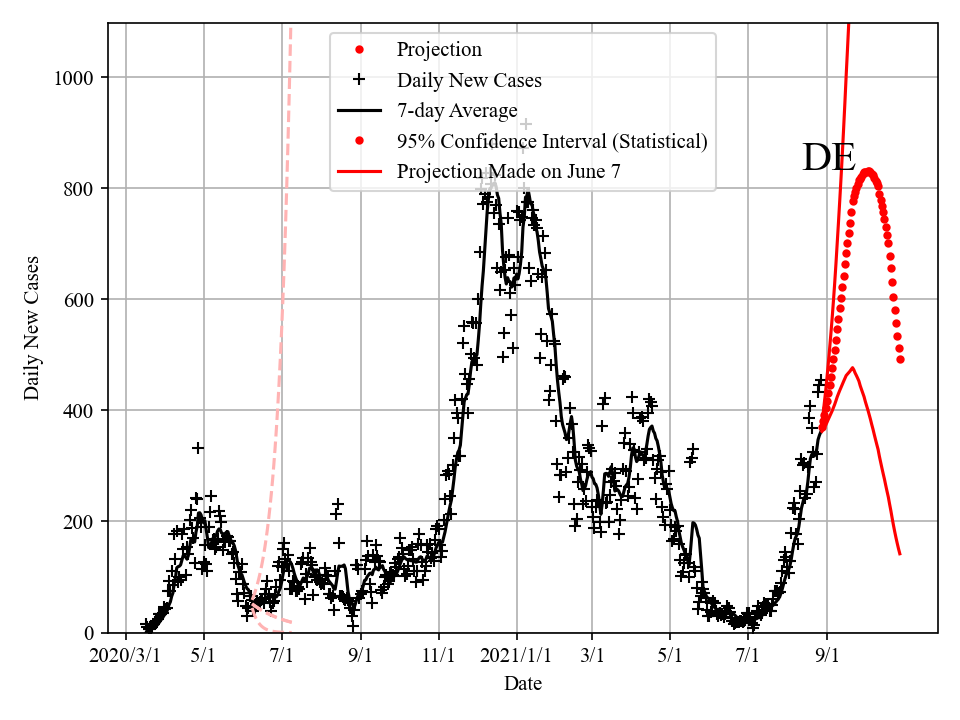 Projection
Daily New Cases
7-day Average
95% Confidence Interval (Statistical)
Projection Made on June 7
DE
1000
800
600
400
200
0
Daily New Cases
2020/3/1 5/1 7/1 9/1 11/1 2021/1/1 3/1 5/1 7/1 9/1
Date